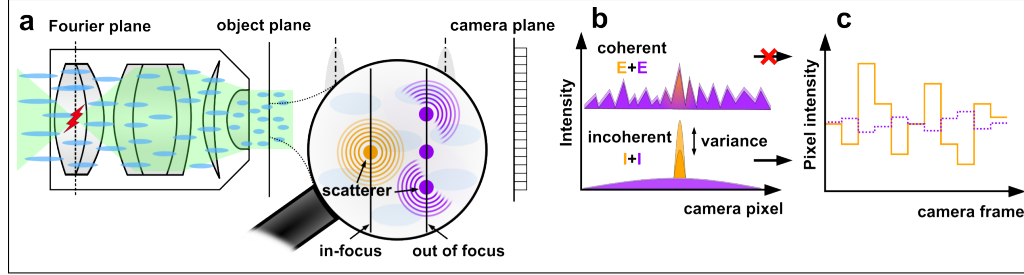 a
Fourier plane
object plane
camera plane
scatterer
in-focus
out of focus
b
Intensity
coherent
E+E
incoherent
I+I
variance
camera pixel
c
Pixel intensity
camera frame